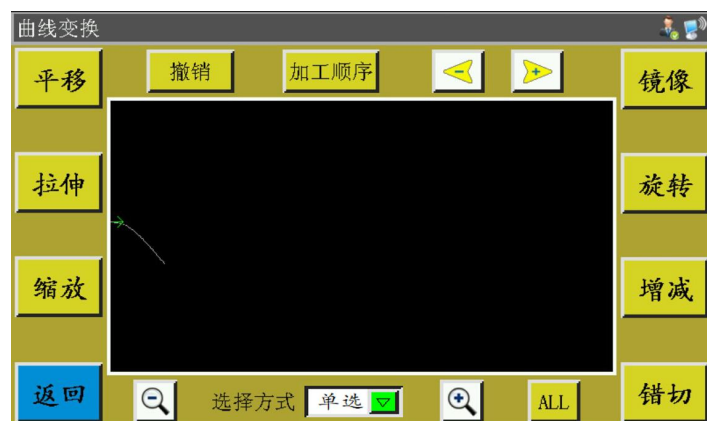 曲线变换
平移 撤销 加工顺序 - + 镜像
拉伸 旋转
缩放 增减
返回 选择方式 单选 ALL 错切